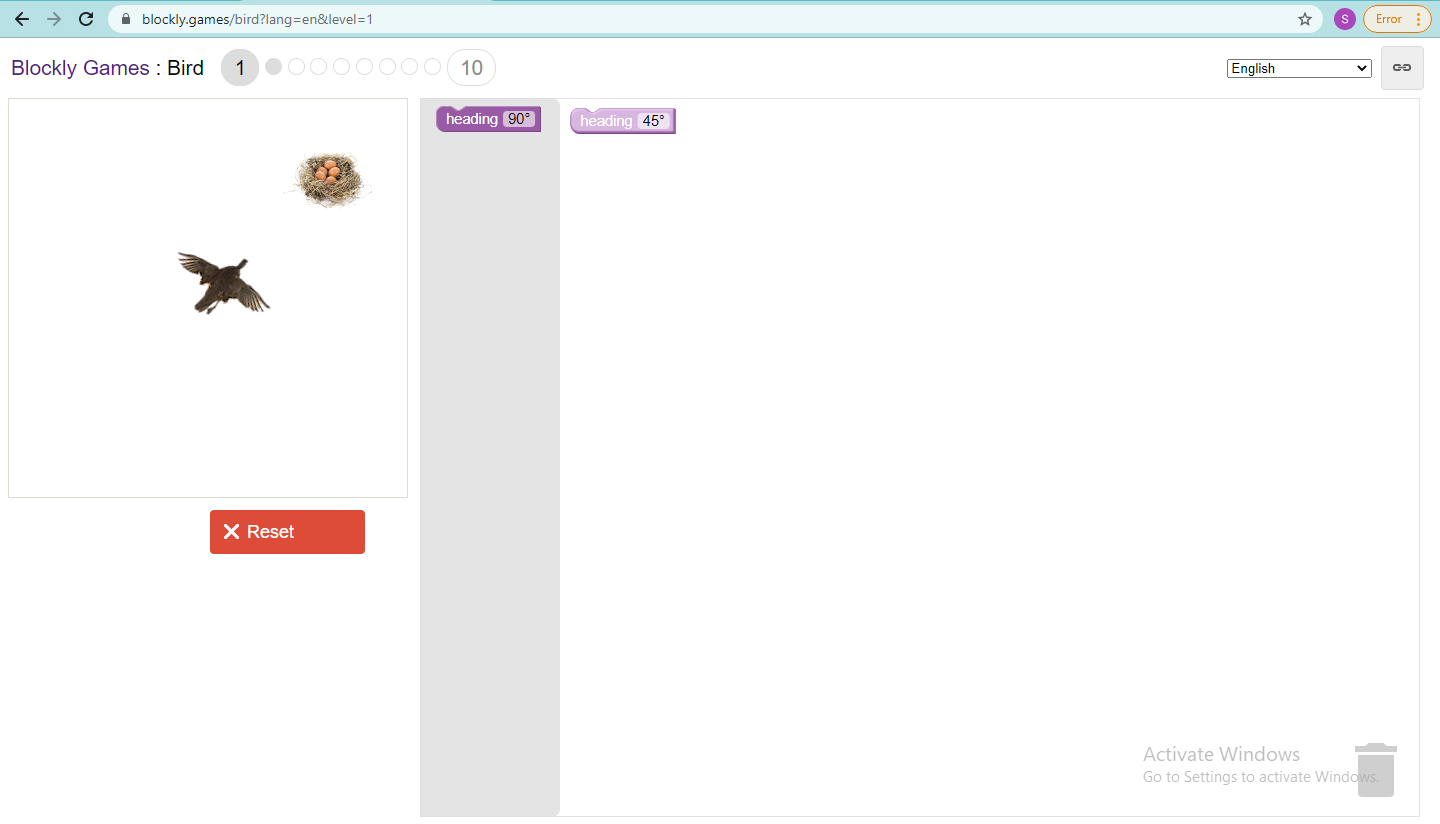 blockly.games/bird?lang=en&level=1
S
Error
Blockly Games : Bird
1
10
English
heading 90°
heading 45°
Reset
Activate Windows
Go to Settings to activate Windows.